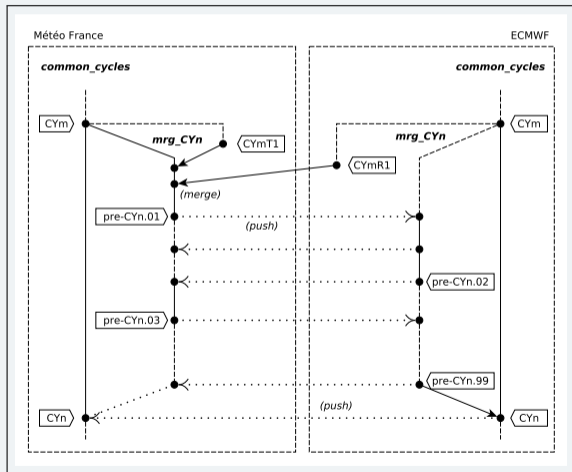 Météo France
ECMWF
common_cycles
common_cycles
CYm
CYm
mrg_CYn
CYmT1
mrg_CYn
CYmR1
(merge)
pre-CYn.01
(push)
pre-CYn.02
pre-CYn.03
pre-CYn.99
(push)
CYn
CYn